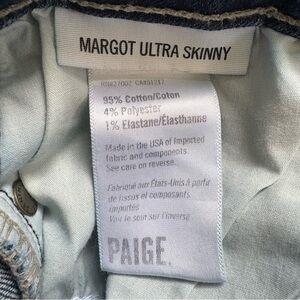 MARGOT ULTRA SKINNY
95% Cotton/Coton
4% Polyester
1% Elastane/Élasthanne
Made in the USA of imported
fabric and components.
See care on reverse.
Fabriqué aux États-Unis à partir
de tissus et composants
importés
Voir le soin sur l'inverse
PAIGE.